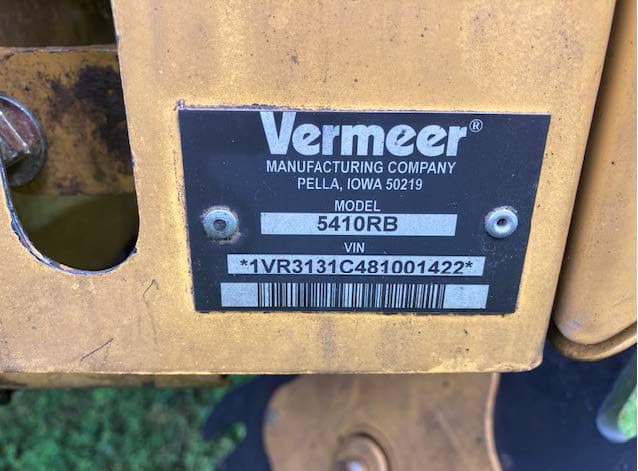 Vermeer®
MANUFACTURING COMPANY
PELLA, IOWA 50219
MODEL
5410RB
VIN
*1VR3131C481001422*